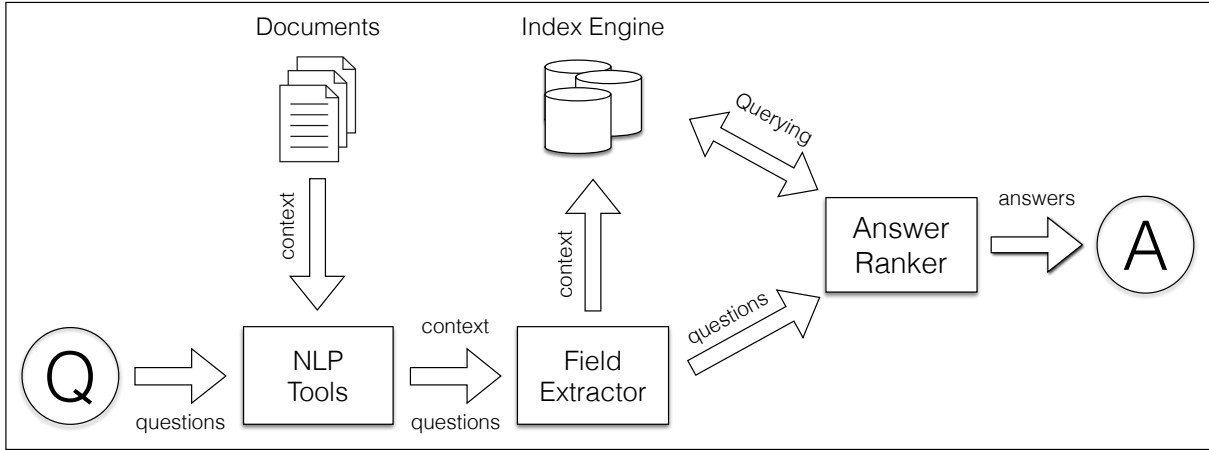 Documents
Index Engine
context
context
Querying
Answer
Ranker
answers
A
Q
questions
NLP
Tools
context
questions
Field
Extractor
questions